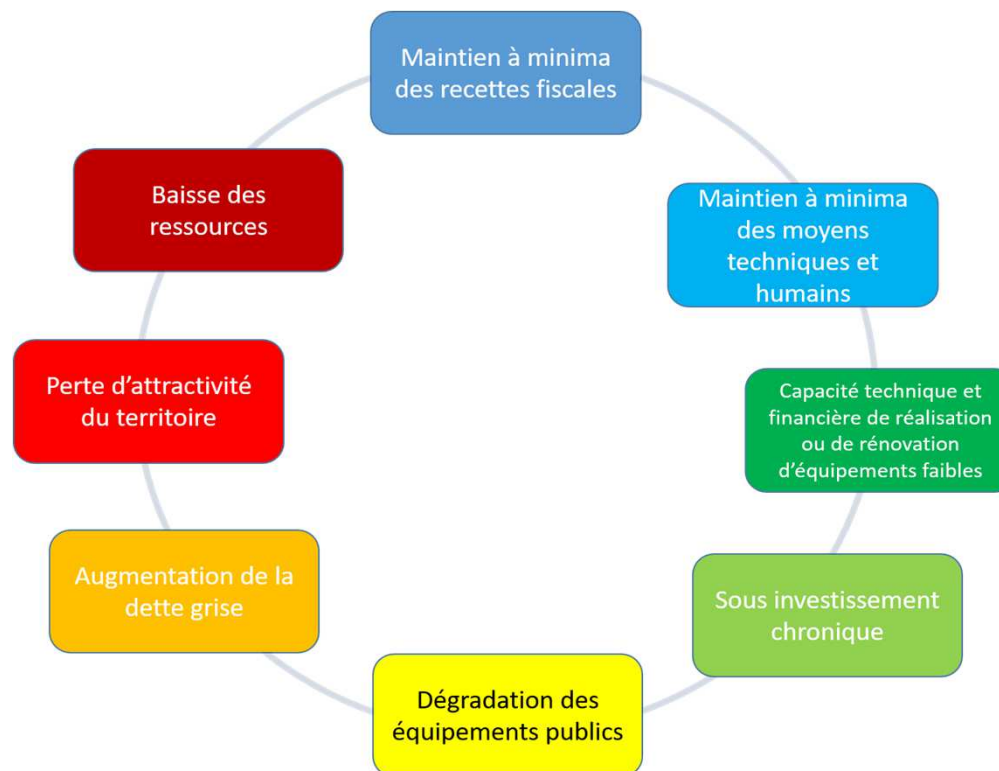 Maintien à minima
des recettes fiscales
Maintien à minima
des moyens
techniques et
humains
Capacité technique et
financière de réalisation
ou de rénovation
d’équipements faibles
Sous investissement
chronique
Dégradation des
équipements publics
Augmentation de la
dette grise
Perte d’attractivité
du territoire
Baisse des
ressources